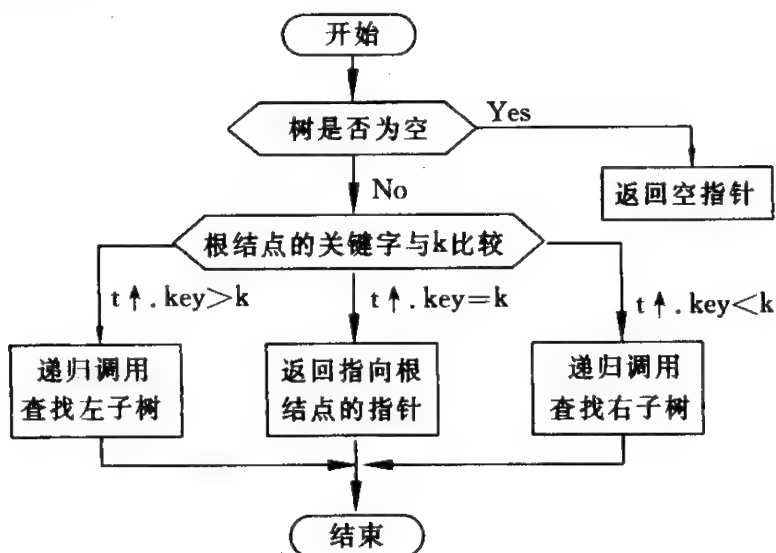 开始
树是否为空
Yes
No
返回空指针
根结点的关键字与k比较
t↑.key>k
t↑.key=k
t↑.key<k
递归调用
查找左子树
返回指向根
结点的指针
递归调用
查找右子树
结束